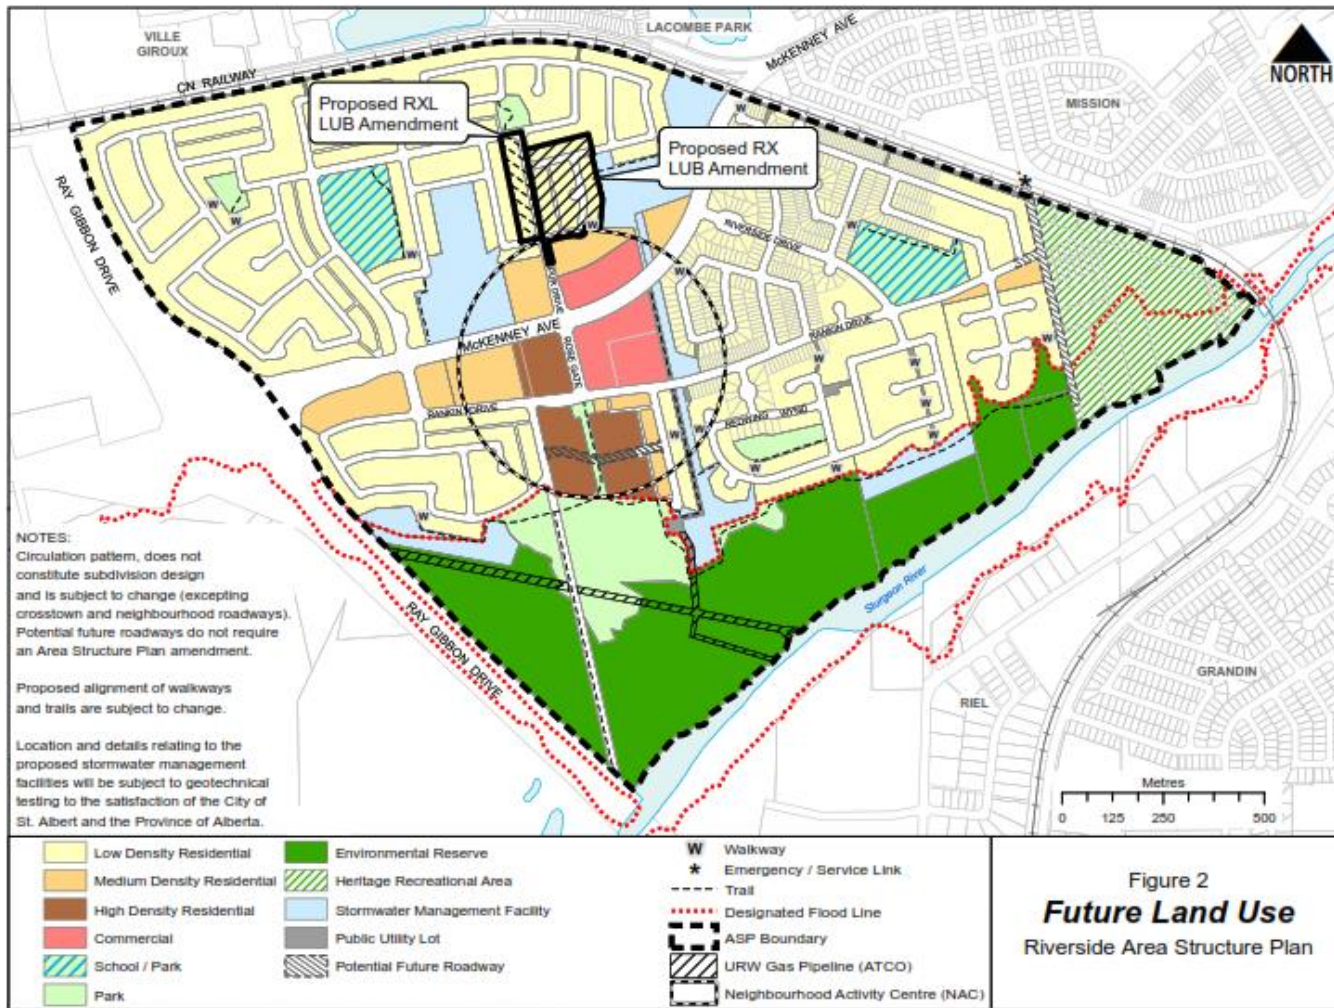 VILLE
GIROUX
LACOMBE PARK
McKENNEY AVE
NORTH
CN RAILWAY
MISSION
Proposed RXL
LUB Amendment
Proposed RX
LUB Amendment
W
*
W
W
RAY GIBBON DRIVE
W
W
RIVERSIDE DRIVE
W
W
W
McKENNEY AVE
ROSE GATE
RANKIN DRIVE
W
W
W
RANKIN DRIVE
REDWING WYND
W
W
W
W
W
W
W
Sturgeon River
NOTES:
Circulation pattern, does not
constitute subdivision design
and is subject to change (excepting
crosstown and neighbourhood roadways).
Potential future roadways do not require
an Area Structure Plan amendment.
Proposed alignment of walkways
and trails are subject to change.
Location and details relating to the
proposed stormwater management
facilities will be subject to geotechnical
testing to the satisfaction of the City of
St. Albert and the Province of Alberta.
RAY GIBBON DRIVE
RIEL
GRANDIN
Metres
0 125 250 500
Low Density Residential
Medium Density Residential
High Density Residential
Commercial
School / Park
Park
Environmental Reserve
Heritage Recreational Area
Stormwater Management Facility
Public Utility Lot
Potential Future Roadway
W Walkway
* Emergency / Service Link
Trail
Designated Flood Line
ASP Boundary
URW Gas Pipeline (ATCO)
Neighbourhood Activity Centre (NAC)
Figure 2
Future Land Use
Riverside Area Structure Plan